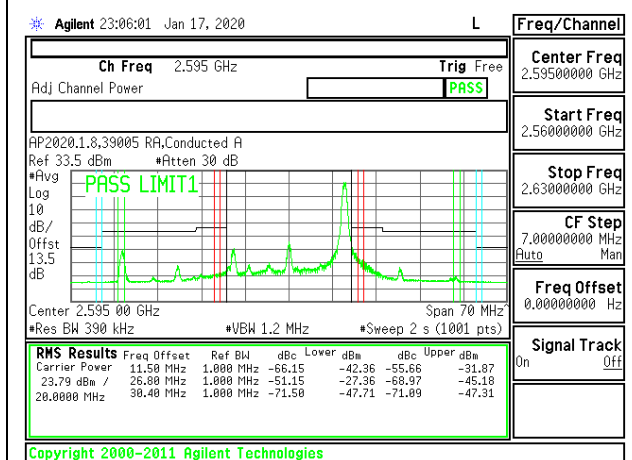 Agilent 23:06:01 Jan 17, 2020 L
Freq/Channel
Ch Freq 2.595 GHz Trig Free
Adj Channel Power PASS
AP2020.1.8,39005 RA,Conducted A
Ref 33.5 dBm #Atten 30 dB
#Avg
Log
10
dB/
Offst
13.5
dB
PASS LIMIT1
Center 2.595 00 GHz Span 70 MHz
#Res BW 390 kHz #VBW 1.2 MHz #Sweep 2 s (1001 pts)
RMS Results Freq Offset Ref BW dBc Lower dBm dBc Upper dBm
Carrier Power 11.50 MHz 1.000 MHz -66.15 -42.36 -55.66 -31.87
23.79 dBm / 26.80 MHz 1.000 MHz -51.15 -27.36 -68.97 -45.18
20.0000 MHz 30.40 MHz 1.000 MHz -71.50 -47.71 -71.09 -47.31
Copyright 2000-2011 Agilent Technologies
Center Freq
2.59500000 GHz
Start Freq
2.56000000 GHz
Stop Freq
2.63000000 GHz
CF Step
7.00000000 MHz
Auto Man
Freq Offset
0.00000000 Hz
Signal Track
On Off